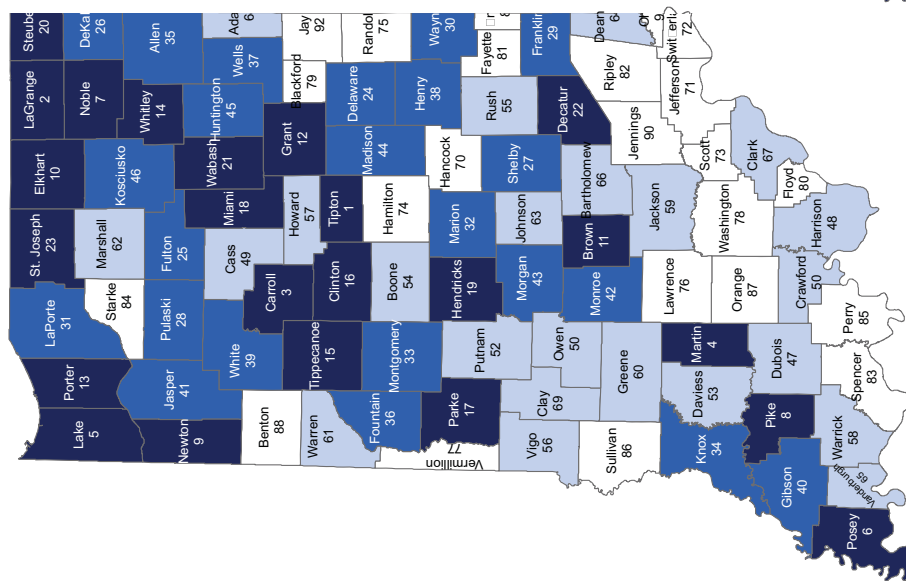 Steube
20
DeKa
26
Allen
35
Ada
6
Wells
37
Jay
92
Rando
75
Wayn
30
Fayette
81
Franklin
29
Dean
6
72
LaGrange
2
Noble
7
Whitley
14
Huntington
45
Blackford
79
Delaware
24
Henry
38
Rush
55
Decatur
22
Ripley
82
Jefferson
71
Jennings
90
Elkhart
10
Kosciusko
46
Wabash
21
Grant
12
Madison
44
Hancock
70
Shelby
27
Bartholomew
66
Scott
73
Clark
67
St. Joseph
23
Marshall
62
Fulton
25
Miami
18
Cass
49
Howard
57
Tipton
1
Hamilton
74
Marion
32
Johnson
63
Brown
11
Jackson
59
Washington
78
Floyd
80
Harrison
48
LaPorte
31
Starke
84
Pulaski
28
White
39
Carroll
3
Clinton
16
Boone
54
Hendricks
19
Morgan
43
Monroe
42
Lawrence
76
Orange
87
Crawford
50
Perry
85
Porter
13
Jasper
41
Tippecanoe
15
Montgomery
33
Putnam
52
Owen
50
Greene
60
Martin
4
Dubois
47
Spencer
83
Lake
5
Newton
9
Benton
88
Warren
61
Fountain
36
Parke
17
Vermillion
77
Clay
69
Vigo
56
Sullivan
86
Daviess
53
Knox
34
Pike
8
Gibson
40
Warrick
58
Vanderburgh
65
Posey
6